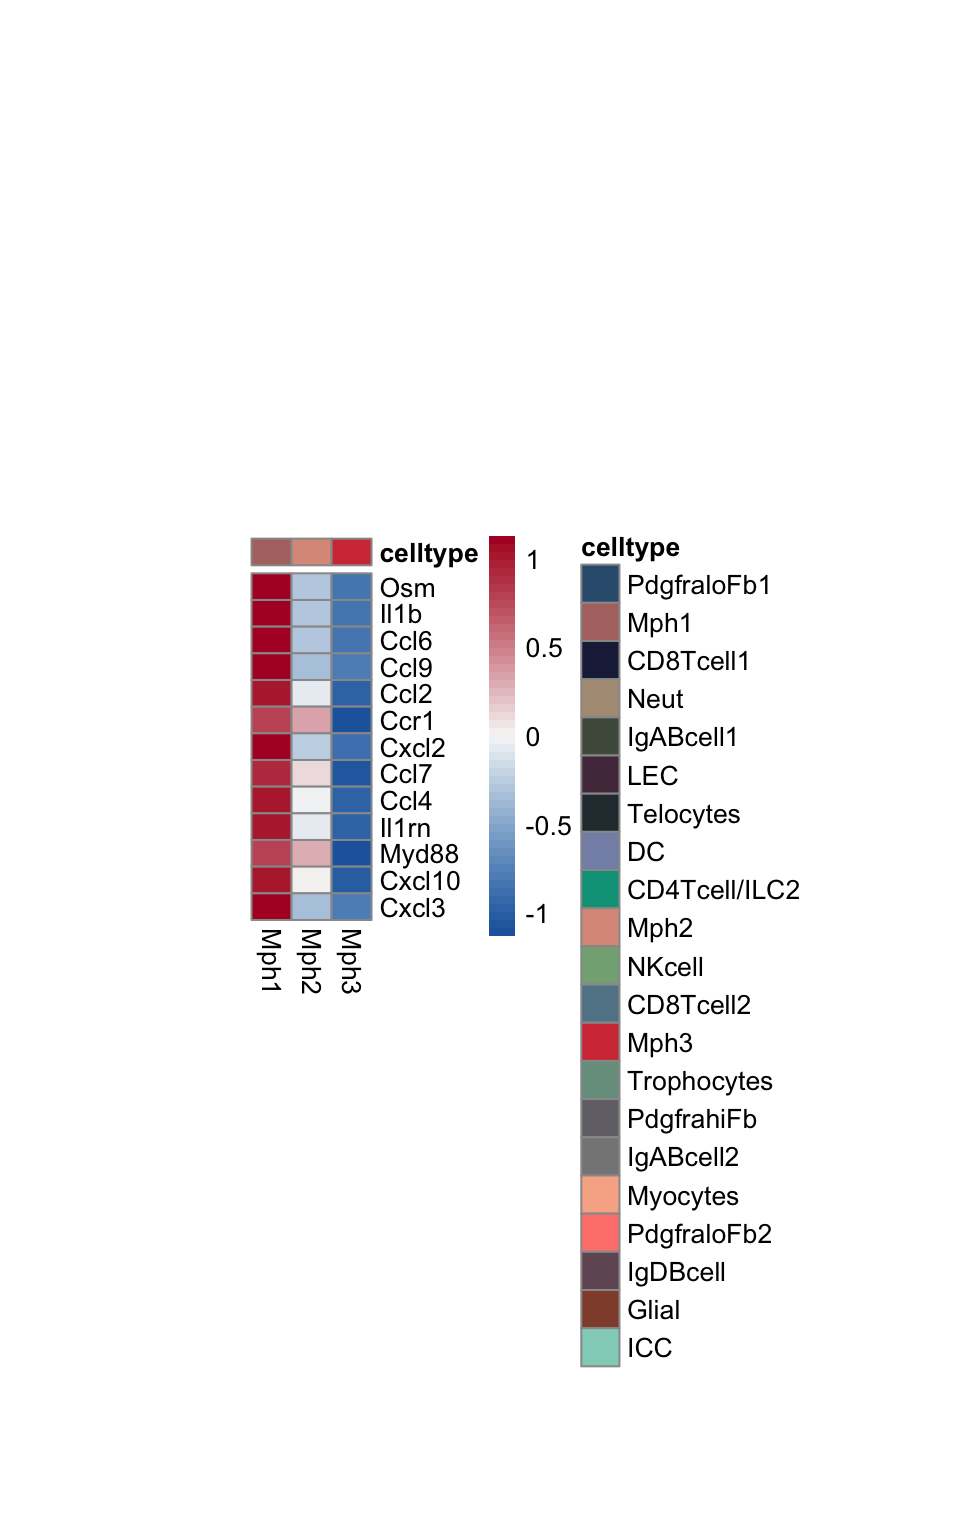 celltype
Osm
Il1b
Ccl6
Ccl9
Ccl2
Ccr1
Cxcl2
Ccl7
Ccl4
Il1rn
Myd88
Cxcl10
Cxcl3
Mph1
Mph2
Mph3
1
0.5
0
-0.5
-1
celltype
PdgfraloFb1
Mph1
CD8Tcell1
Neut
IgABcell1
LEC
Telocytes
DC
CD4Tcell/ILC2
Mph2
NKcell
CD8Tcell2
Mph3
Trophocytes
PdgfrahiFb
IgABcell2
Myocytes
PdgfraloFb2
IgDBcell
Glial
ICC